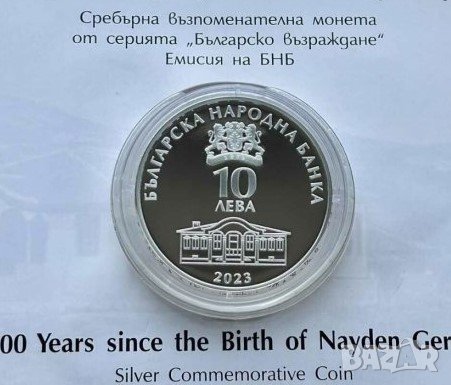 Сребърна възпоменателна монета
от серията „Българско възраждане“
Емисия на БНБ
БЪЛГАРСКА НАРОДНА БАНКА
10
ЛЕВА
2023
00 Years since the Birth of Nayden Ger
Silver Commemorative Coin
BAZAR